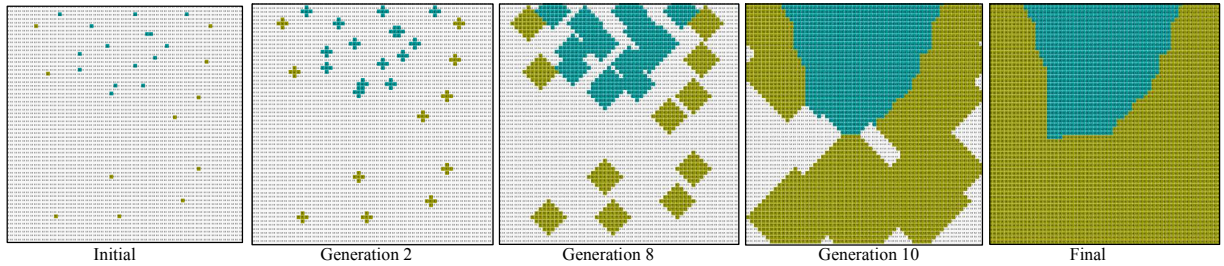 Initial
Generation 2
Generation 8
Generation 10
Final